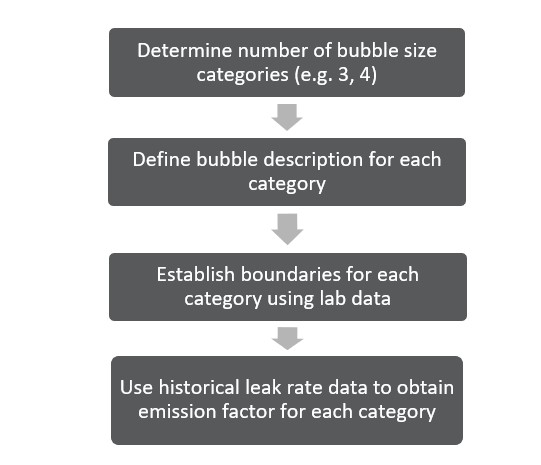 Determine number of bubble size
categories (e.g. 3, 4)
Define bubble description for each
category
Establish boundaries for each
category using lab data
Use historical leak rate data to obtain
emission factor for each category